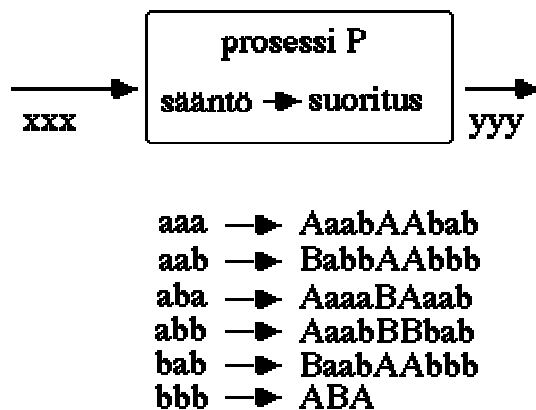 prosessi P
sääntö → suoritus
xxx
yyy
aaa → AaabAAbab
aab → BabbAAbbb
aba → AaaaBAaab
abb → AaabBBbab
bab → BaabAAbbb
bbb → ABA